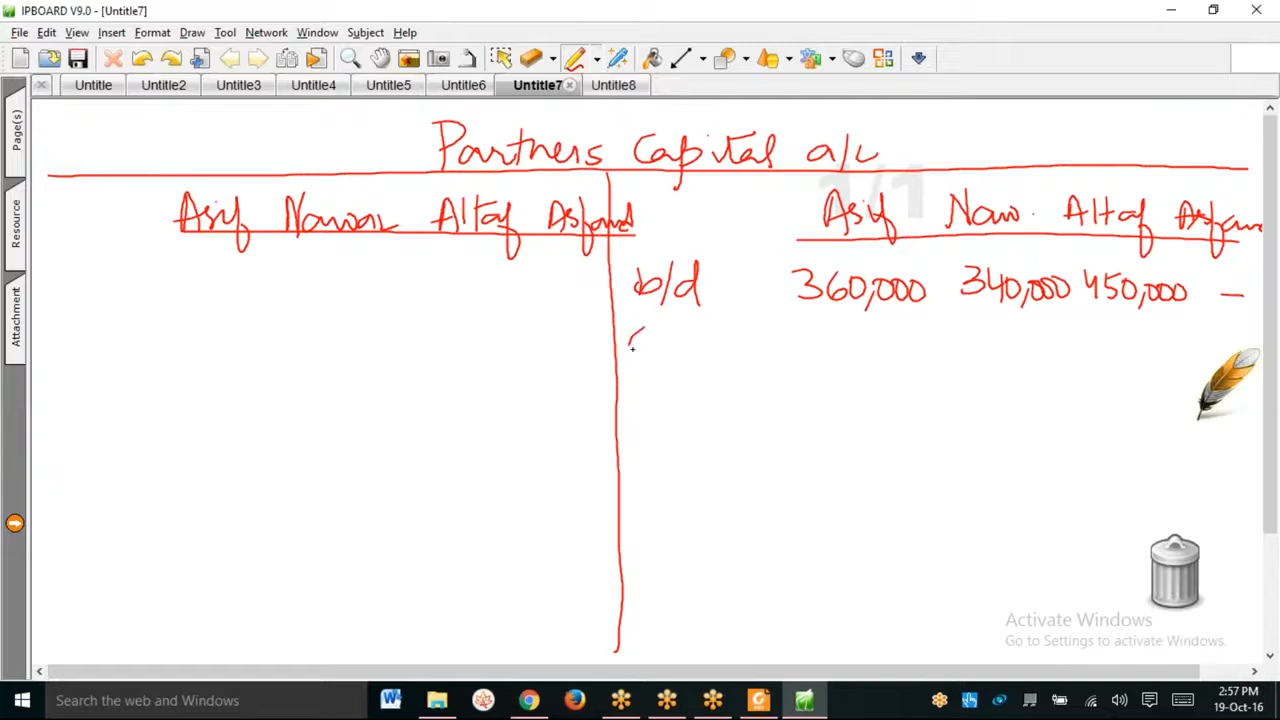 IPBOARD V9.0 - [Untitle7]
File Edit View Insert Format Draw Tool Network Window Subject Help
Untitle Untitle2 Untitle3 Untitle4 Untitle5 Untitle6 Untitle7 Untitle8
Page(s)
Resource
Attachment
Partners Capital a/c
1/1
Asif Nawaz Altaf Asfand Asif Naw. Altaf
b/d 360,000 340,000 450,000 —
Activate Windows
Go to Settings to activate Windows.
Search the web and Windows
2:57 PM
19-Oct-16